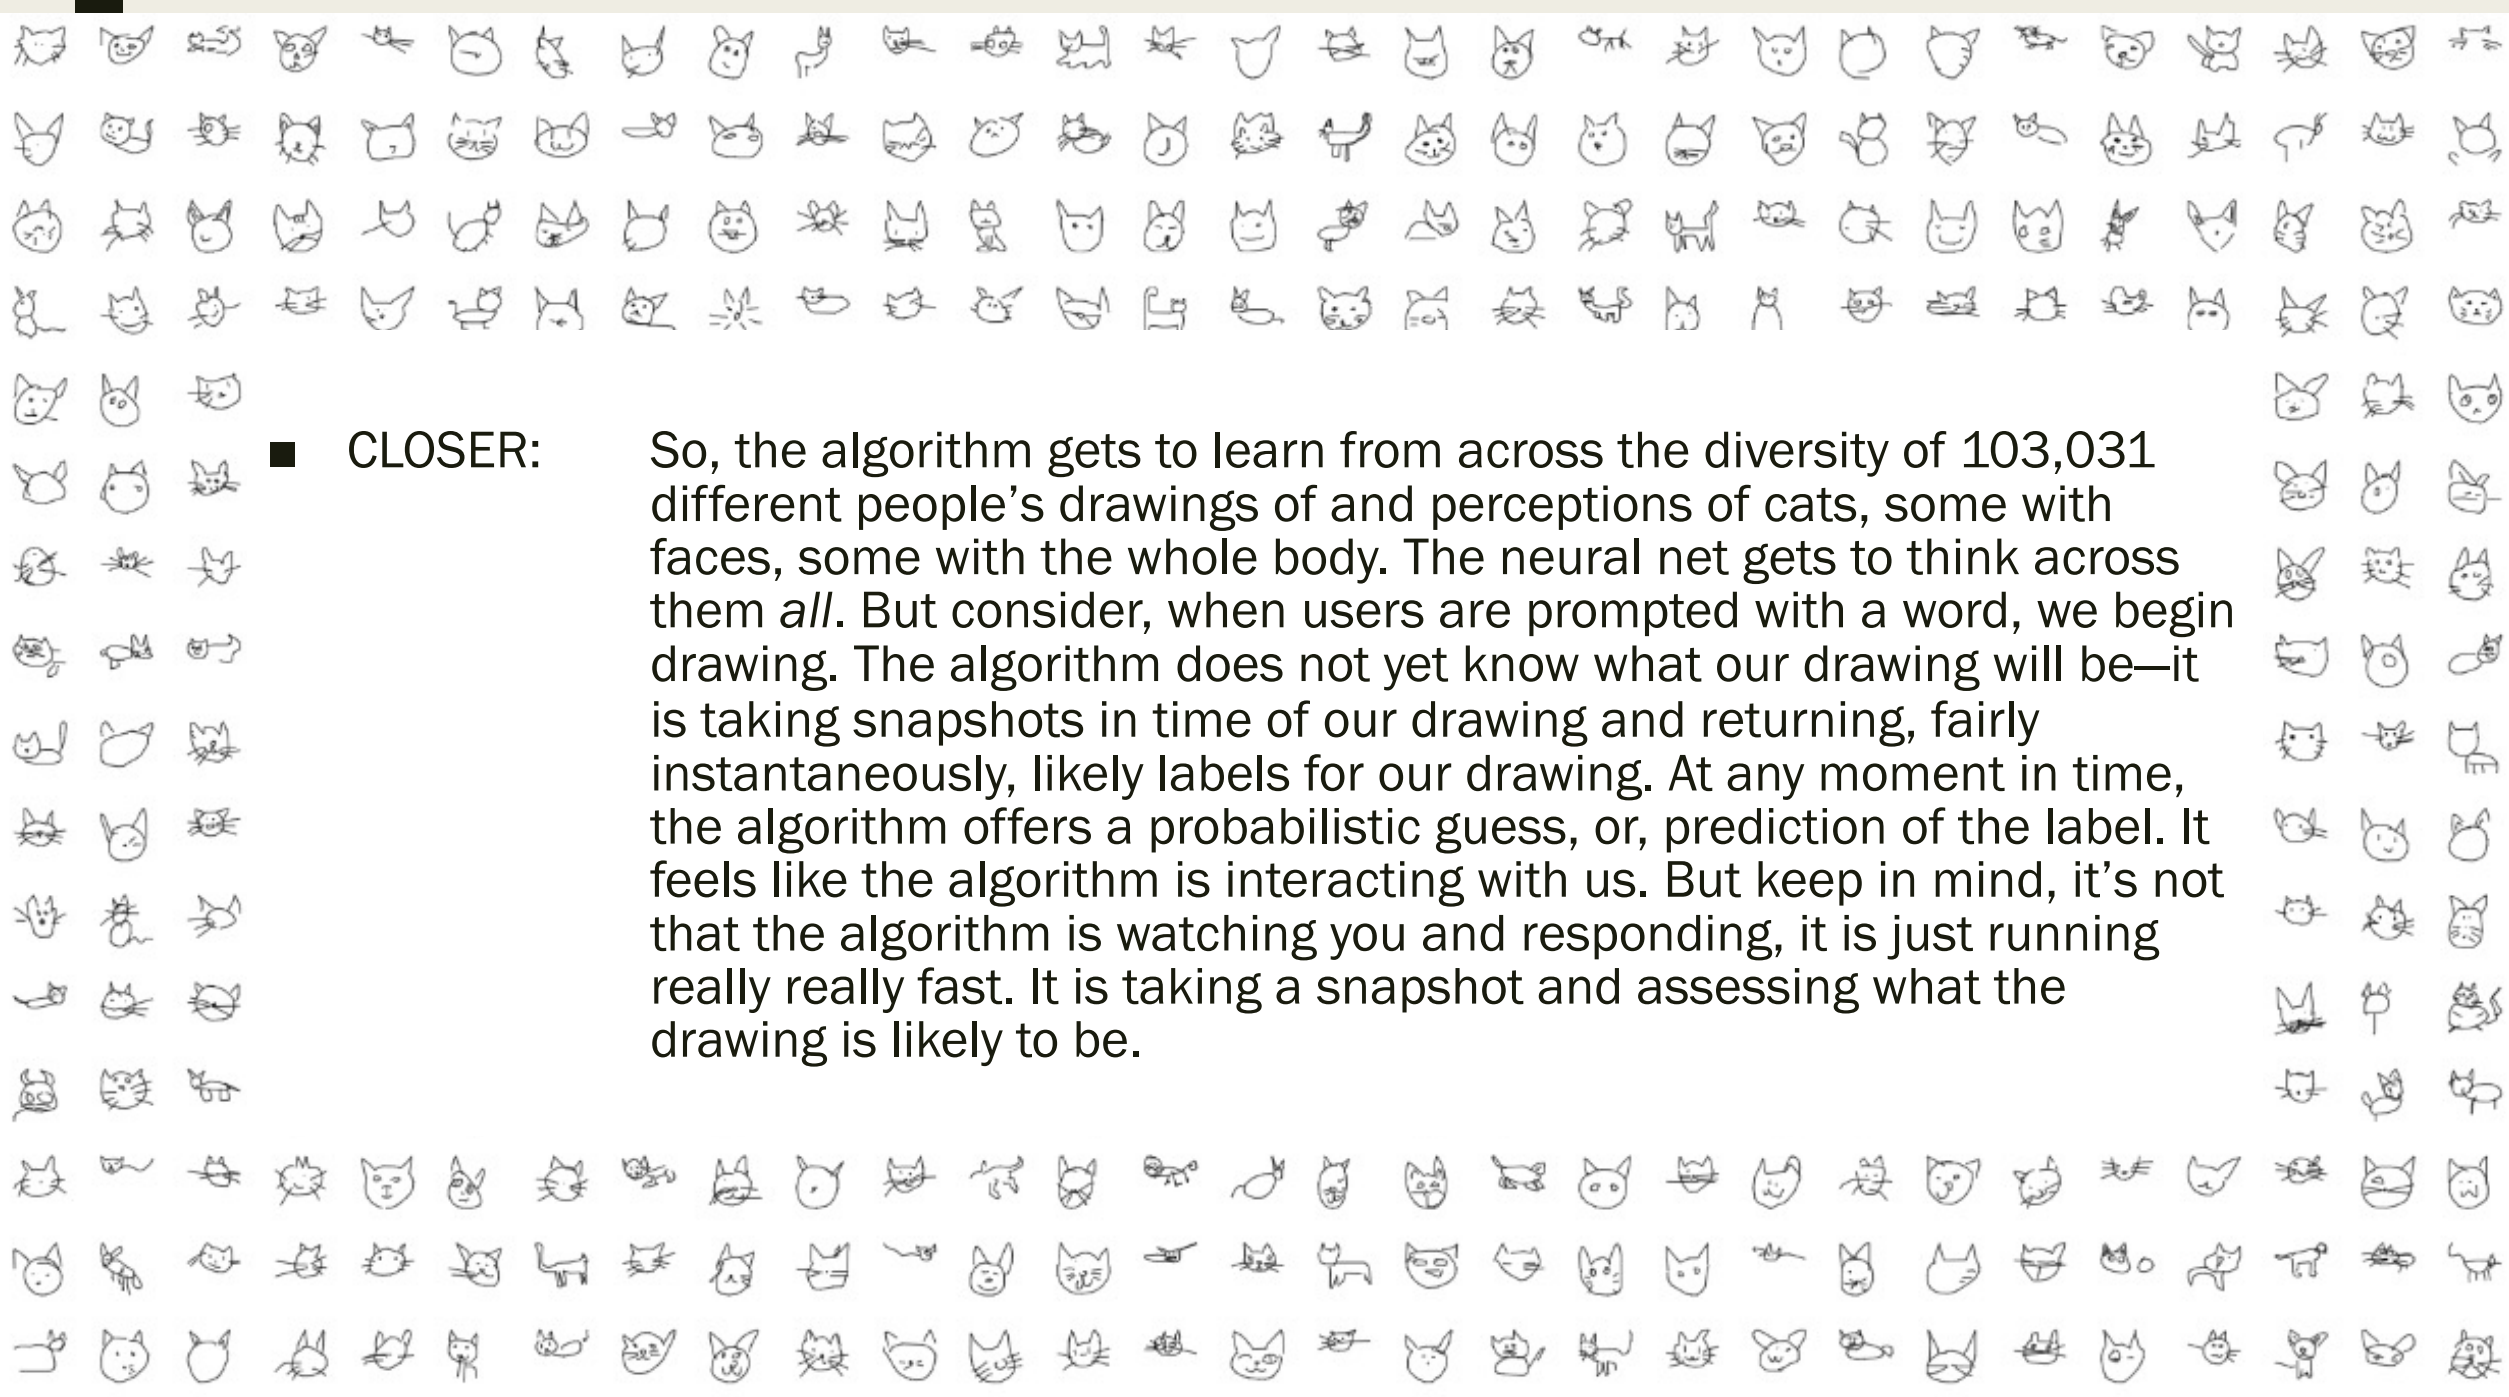 ■ CLOSER: So, the algorithm gets to learn from across the diversity of 103,031
different people’s drawings of and perceptions of cats, some with
faces, some with the whole body. The neural net gets to think across
them all. But consider, when users are prompted with a word, we begin
drawing. The algorithm does not yet know what our drawing will be—it
is taking snapshots in time of our drawing and returning, fairly
instantaneously, likely labels for our drawing. At any moment in time,
the algorithm offers a probabilistic guess, or, prediction of the label. It
feels like the algorithm is interacting with us. But keep in mind, it’s not
that the algorithm is watching you and responding, it is just running
really really fast. It is taking a snapshot and assessing what the
drawing is likely to be.